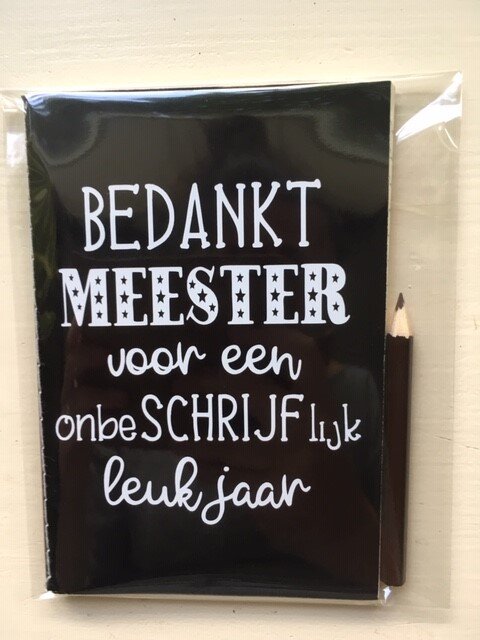 BEDANKT
MEESTER
voor een
onbeSCHRIJFlijk
leuk jaar